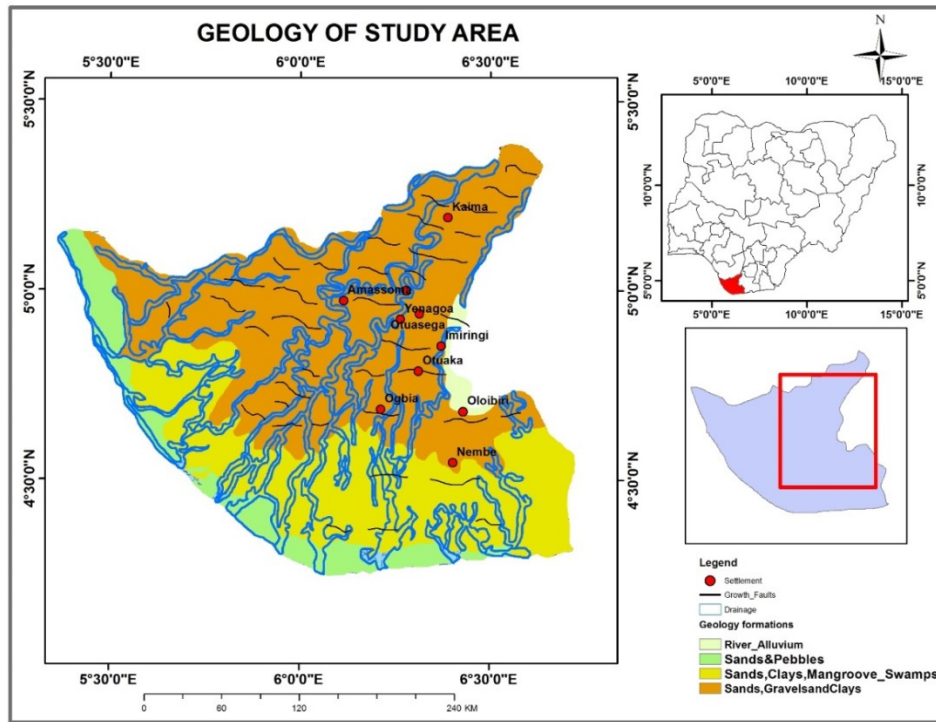 GEOLOGY OF STUDY AREA
N
5°30'0"E 6°0'0"E 6°30'0"E
5°30'0"N
5°0'0"N
4°30'0"N
5°30'0"N
5°0'0"N
4°30'0"N
Kaima
Amassoma
Yenagoa
Otuasega
Imiringi
Otuaka
Ogbia
Oloibiri
Nembe
5°30'0"E 6°0'0"E 6°30'0"E
0 60 120 180 240 KM
5°0'0"E 10°0'0"E 15°0'0"E
10°0'0"N
5°0'0"N
10°0'0"N
5°0'0"N
5°0'0"E 10°0'0"E 15°0'0"E
Legend
Settlement
Growth_Faults
Drainage
Geology formations
River_Alluvium
Sands&Pebbles
Sands,Clays,Mangroove_Swamps
Sands,GravelsandClays